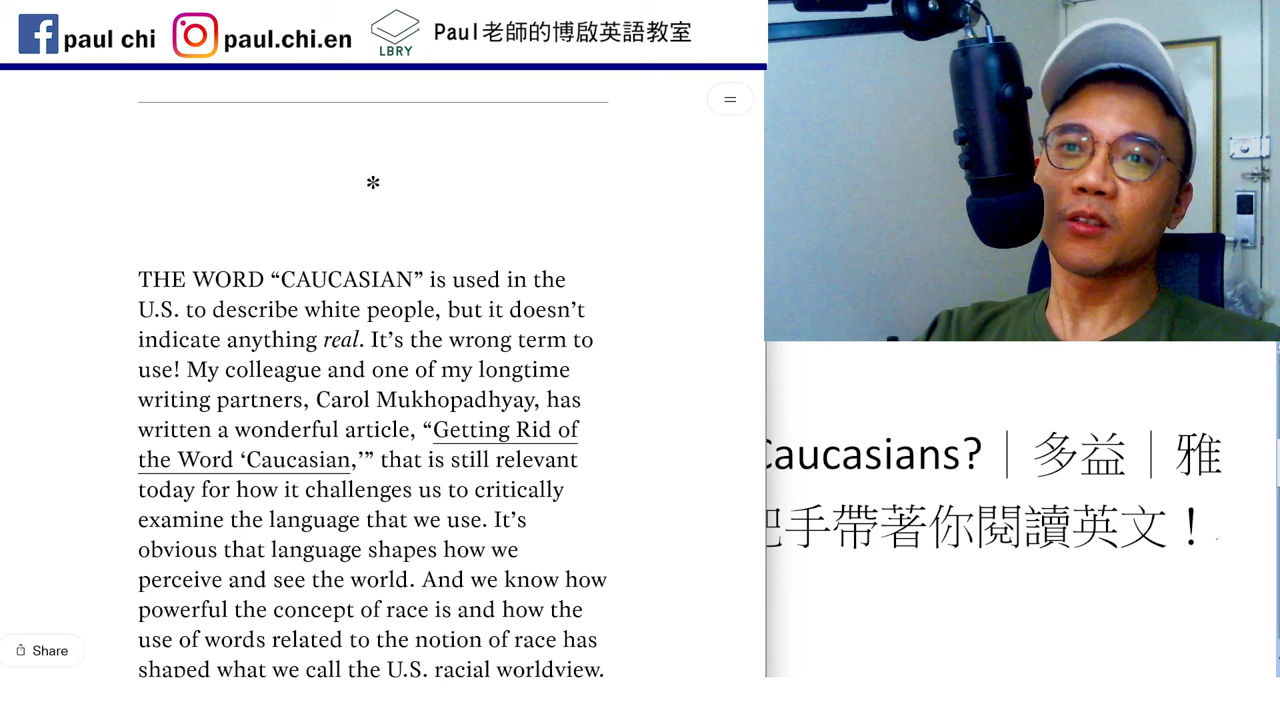 paul chi
paul.chi.en
LBRY
Paul老師的博啟英語教室
*
THE WORD “CAUCASIAN” is used in the
U.S. to describe white people, but it doesn’t
indicate anything real. It’s the wrong term to
use! My colleague and one of my longtime
writing partners, Carol Mukhopadhyay, has
written a wonderful article, “Getting Rid of
the Word ‘Caucasian,’” that is still relevant
today for how it challenges us to critically
examine the language that we use. It’s
obvious that language shapes how we
perceive and see the world. And we know how
powerful the concept of race is and how the
use of words related to the notion of race has
shaped what we call the U.S. racial worldview.
Share
Caucasians?｜多益｜雅
把手帶著你閱讀英文！